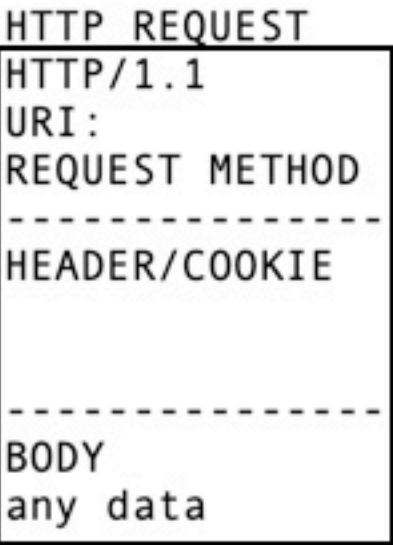 HTTP REQUEST
HTTP/1.1
URI:
REQUEST METHOD
---------------
HEADER/COOKIE
---------------
BODY
any data